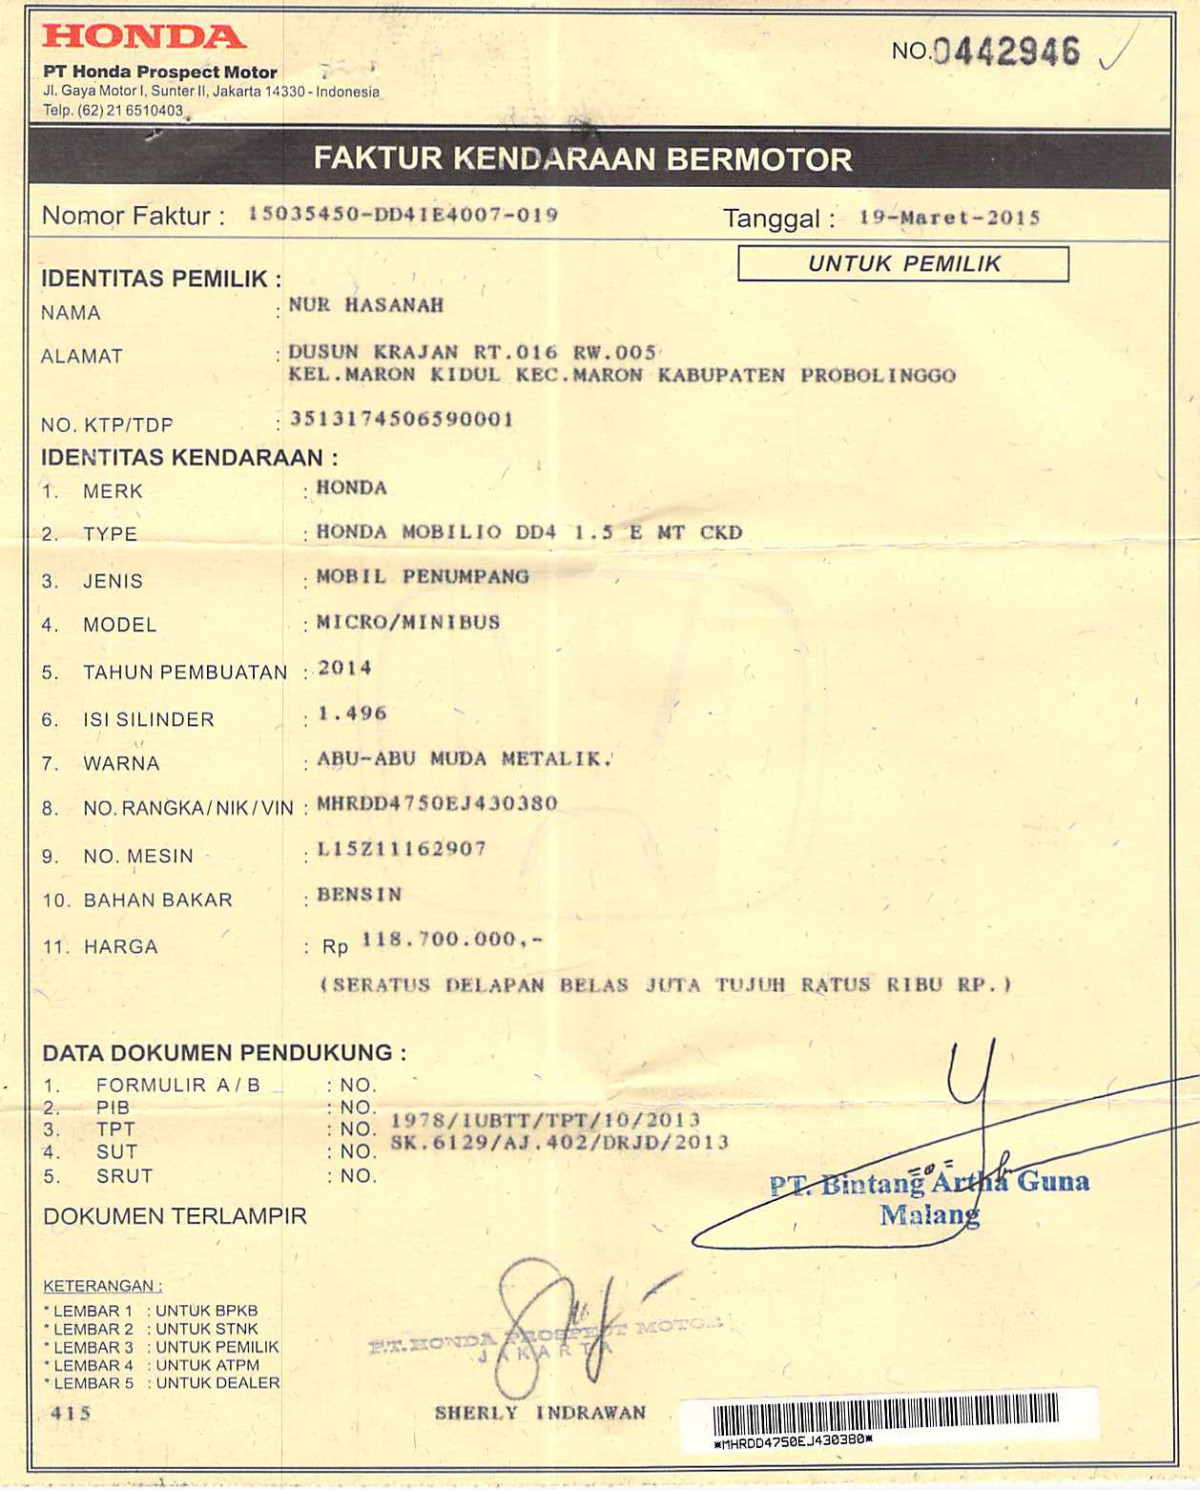 HONDA
NO.0442946
PT Honda Prospect Motor
Jl. Gaya Motor I, Sunter II, Jakarta 14330 - Indonesia
Telp. (62) 21 6510403
FAKTUR KENDARAAN BERMOTOR
Nomor Faktur : 15035450-DD4IE4007-019 Tanggal : 19-Maret-2015
UNTUK PEMILIK
IDENTITAS PEMILIK :
NAMA : NUR HASANAH
ALAMAT : DUSUN KRAJAN RT.016 RW.005
KEL.MARON KIDUL KEC.MARON KABUPATEN PROBOLINGGO
NO. KTP/TDP : 3513174506590001
IDENTITAS KENDARAAN :
1. MERK : HONDA
2. TYPE : HONDA MOBILIO DD4 1.5 E MT CKD
3. JENIS : MOBIL PENUMPANG
4. MODEL : MICRO/MINIBUS
5. TAHUN PEMBUATAN : 2014
6. ISI SILINDER : 1.496
7. WARNA : ABU-ABU MUDA METALIK.
8. NO. RANGKA/NIK/VIN : MHRDD4750EJ430380
9. NO. MESIN : L15Z11162907
10. BAHAN BAKAR : BENSIN
11. HARGA : Rp 118.700.000,-
(SERATUS DELAPAN BELAS JUTA TUJUH RATUS RIBU RP.)
DATA DOKUMEN PENDUKUNG :
1. FORMULIR A/B : NO.
2. PIB : NO.
3. TPT : NO. 1978/IUBTT/TPT/10/2013
4. SUT : NO. SK.6129/AJ.402/DRJD/2013
5. SRUT : NO.
PT. Bintang Artha Guna
Malang
DOKUMEN TERLAMPIR
KETERANGAN :
* LEMBAR 1 : UNTUK BPKB
* LEMBAR 2 : UNTUK STNK
* LEMBAR 3 : UNTUK PEMILIK
* LEMBAR 4 : UNTUK ATPM
* LEMBAR 5 : UNTUK DEALER
P.T. HONDA PROSPECT MOTOR
JAKARTA
415
SHERLY INDRAWAN
*MHRDD4750EJ430380*